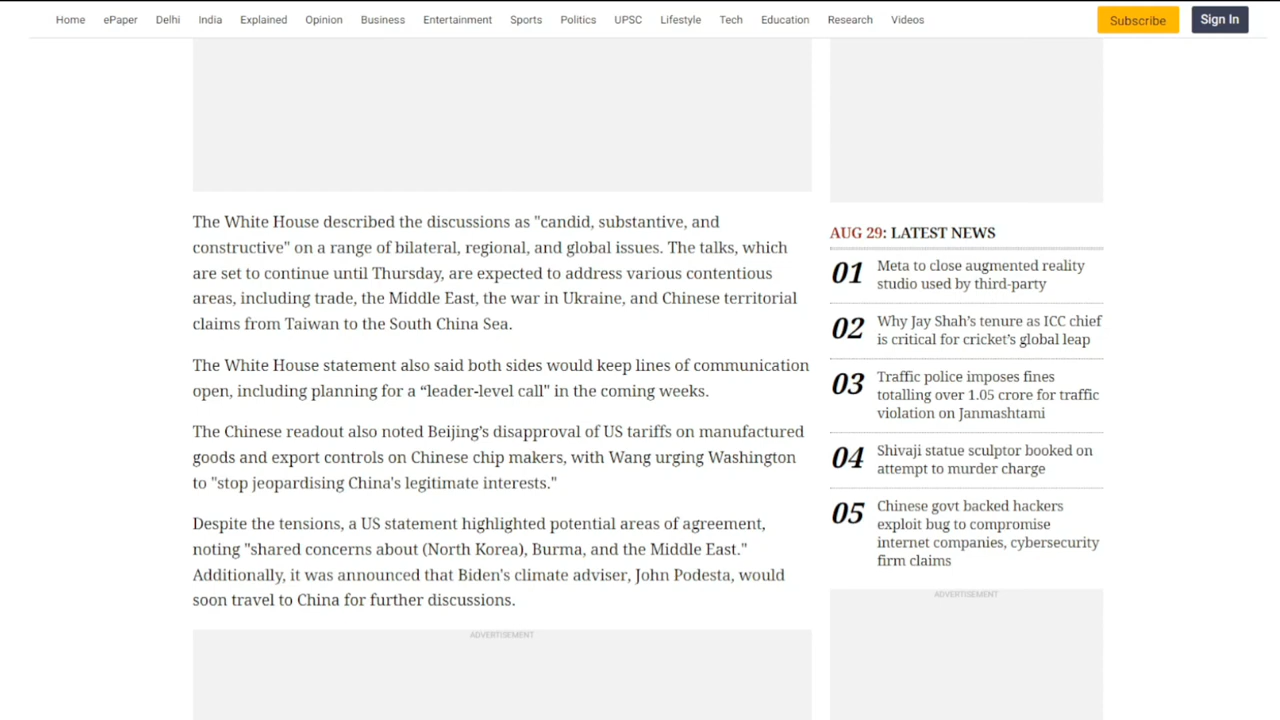 Home ePaper Delhi India Explained Opinion Business Entertainment Sports Politics UPSC Lifestyle Tech Education Research Videos Subscribe Sign In
The White House described the discussions as "candid, substantive, and
constructive" on a range of bilateral, regional, and global issues. The talks, which
are set to continue until Thursday, are expected to address various contentious
areas, including trade, the Middle East, the war in Ukraine, and Chinese territorial
claims from Taiwan to the South China Sea.
The White House statement also said both sides would keep lines of communication
open, including planning for a “leader-level call” in the coming weeks.
The Chinese readout also noted Beijing’s disapproval of US tariffs on manufactured
goods and export controls on Chinese chip makers, with Wang urging Washington
to "stop jeopardising China's legitimate interests."
Despite the tensions, a US statement highlighted potential areas of agreement,
noting "shared concerns about (North Korea), Burma, and the Middle East."
Additionally, it was announced that Biden's climate adviser, John Podesta, would
soon travel to China for further discussions.
ADVERTISEMENT
AUG 29: LATEST NEWS
01 Meta to close augmented reality
studio used by third-party
02 Why Jay Shah’s tenure as ICC chief
is critical for cricket’s global leap
03 Traffic police imposes fines
totalling over 1.05 crore for traffic
violation on Janmashtami
04 Shivaji statue sculptor booked on
attempt to murder charge
05 Chinese govt backed hackers
exploit bug to compromise
internet companies, cybersecurity
firm claims
ADVERTISEMENT